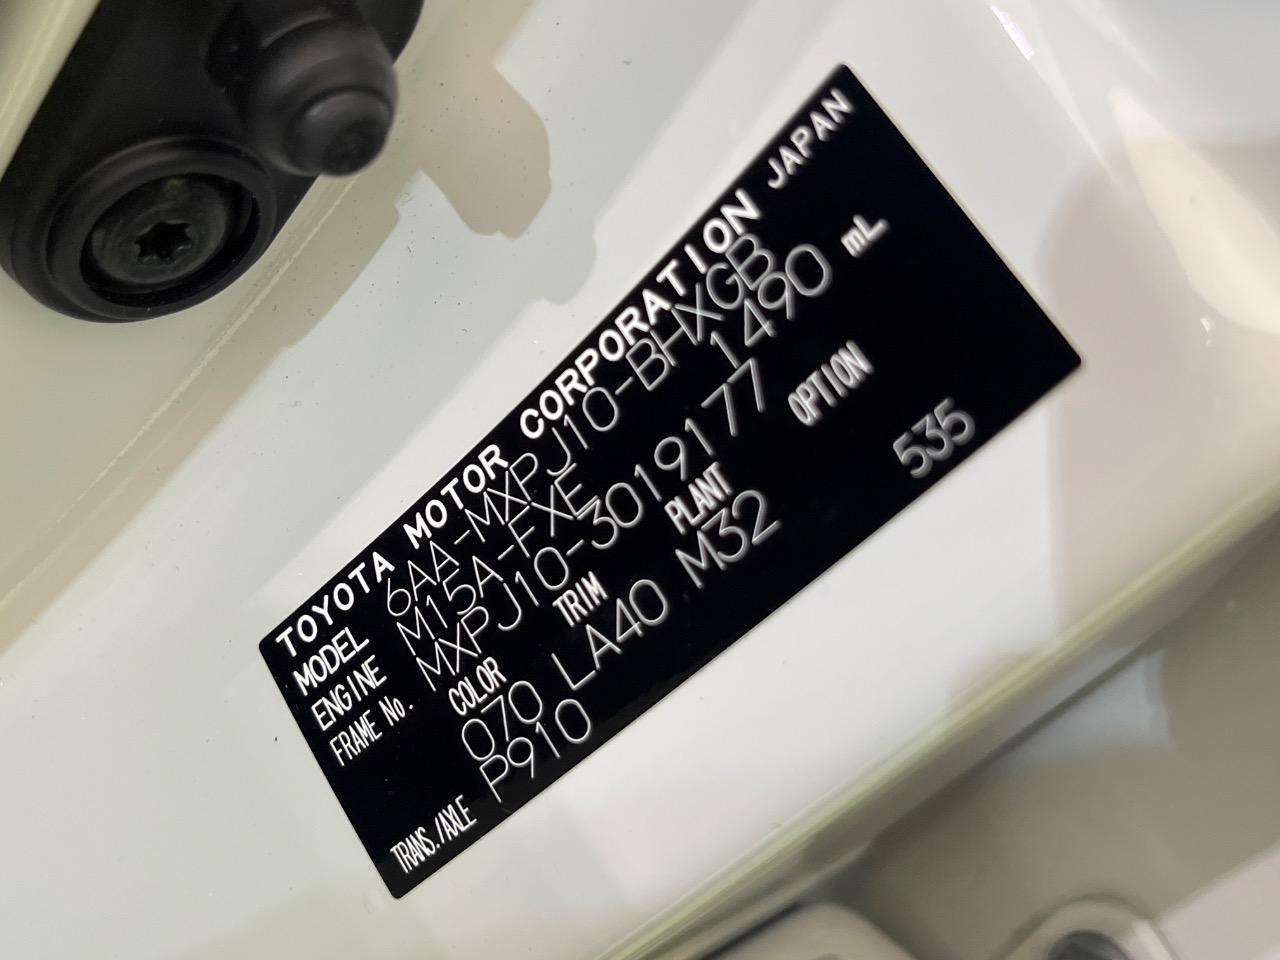 TOYOTA MOTOR CORPORATION JAPAN
MODEL 6AA-MXPJ10-BHXGB
ENGINE M15A-FXE 1490 mL
FRAME No. MXPJ10-3019177
COLOR TRIM PLANT OPTION
070 LA40 M32
TRANS./AXLE P910 535